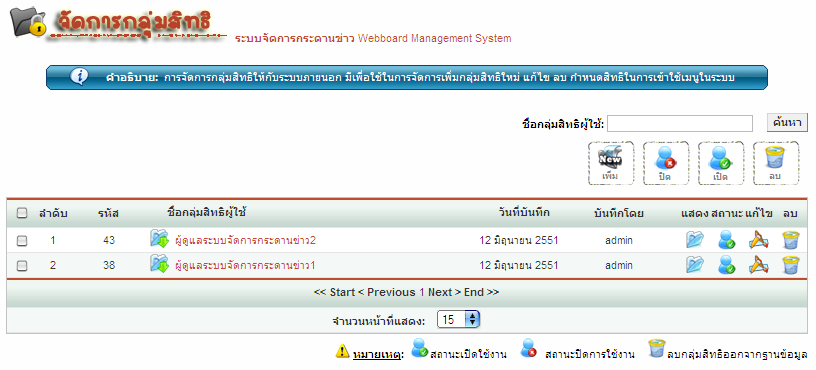 จัดการกลุ่มสิทธิ ระบบจัดการกระดานข่าว Webboard Management System
คำอธิบาย: การจัดการกลุ่มสิทธิให้กับระบบภายนอก มีเพื่อใช้ในการจัดการเพิ่มกลุ่มสิทธิใหม่ แก้ไข ลบ กำหนดสิทธิในการเข้าใช้เมนูในระบบ
ชื่อกลุ่มสิทธิผู้ใช้: ค้นหา
New
เพิ่ม ปิด เปิด ลบ
ลำดับ รหัส ชื่อกลุ่มสิทธิผู้ใช้ วันที่บันทึก บันทึกโดย แสดง สถานะ แก้ไข ลบ
1 43 ผู้ดูแลระบบจัดการกระดานข่าว2 12 มิถุนายน 2551 admin
2 38 ผู้ดูแลระบบจัดการกระดานข่าว1 12 มิถุนายน 2551 admin
<< Start < Previous 1 Next > End >>
จำนวนหน้าที่แสดง: 15
หมายเหตุ: สถานะเปิดใช้งาน สถานะปิดการใช้งาน ลบกลุ่มสิทธิออกจากฐานข้อมูล